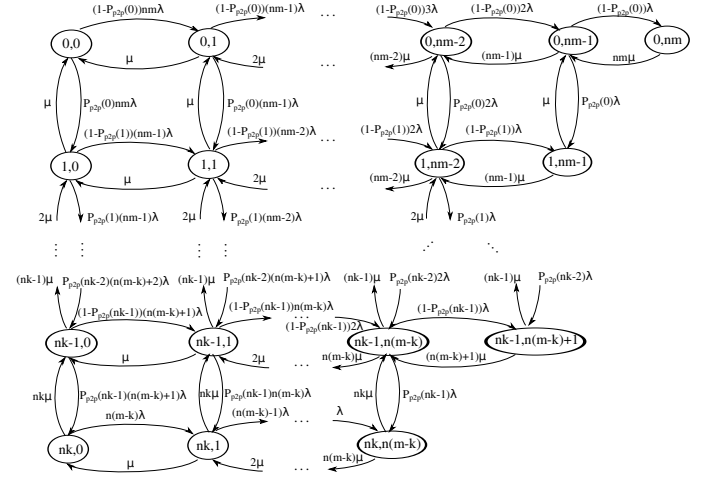 (1-P_p2p(0))nmλ (1-P_p2p(0))(nm-1)λ ... (1-P_p2p(0))3λ (1-P_p2p(0))2λ (1-P_p2p(0))λ
0,0 0,1 0,nm-2 0,nm-1 0,nm
μ 2μ ... (nm-2)μ (nm-1)μ nmμ
μ P_p2p(0)nmλ μ P_p2p(0)(nm-1)λ μ P_p2p(0)2λ μ P_p2p(0)λ
(1-P_p2p(1))(nm-1)λ (1-P_p2p(1))(nm-2)λ ... (1-P_p2p(1))2λ (1-P_p2p(1))λ
1,0 1,1 1,nm-2 1,nm-1
μ 2μ ... (nm-2)μ (nm-1)μ
2μ P_p2p(1)(nm-1)λ 2μ P_p2p(1)(nm-2)λ 2μ P_p2p(1)λ
(nk-1)μ P_p2p(nk-2)(n(m-k)+2)λ (nk-1)μ P_p2p(nk-2)(n(m-k)+1)λ (nk-1)μ P_p2p(nk-2)2λ (nk-1)μ P_p2p(nk-2)λ
(1-P_p2p(nk-1))(n(m-k)+1)λ (1-P_p2p(nk-1))n(m-k)λ ... (1-P_p2p(nk-1))2λ (1-P_p2p(nk-1))λ
nk-1,0 nk-1,1 nk-1,n(m-k) nk-1,n(m-k)+1
μ 2μ ... n(m-k)μ (n(m-k)+1)μ
nkμ P_p2p(nk-1)(n(m-k)+1)λ nkμ P_p2p(nk-1)n(m-k)λ nkμ P_p2p(nk-1)λ
n(m-k)λ (n(m-k)-1)λ ... λ
nk,0 nk,1 nk,n(m-k)
μ 2μ ... n(m-k)μ